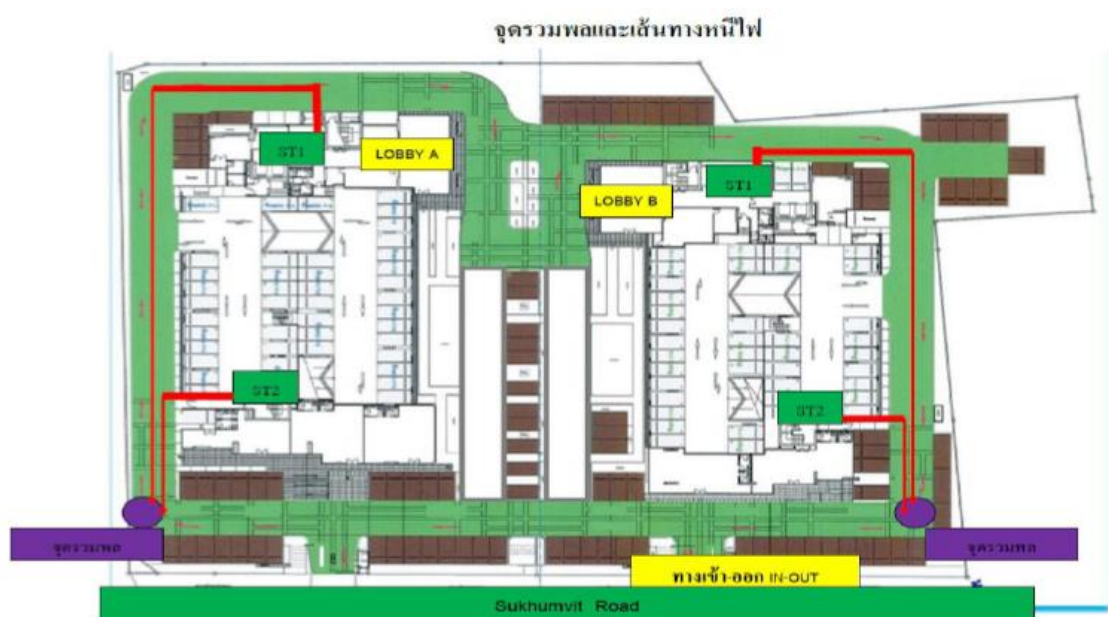 จุดรวมพลและเส้นทางหนีไฟ
ST1
LOBBY A
ST1
LOBBY B
ST2
ST2
จุดรวมพล
จุดรวมพล
ทางเข้า-ออก IN-OUT
Sukhumvit Road